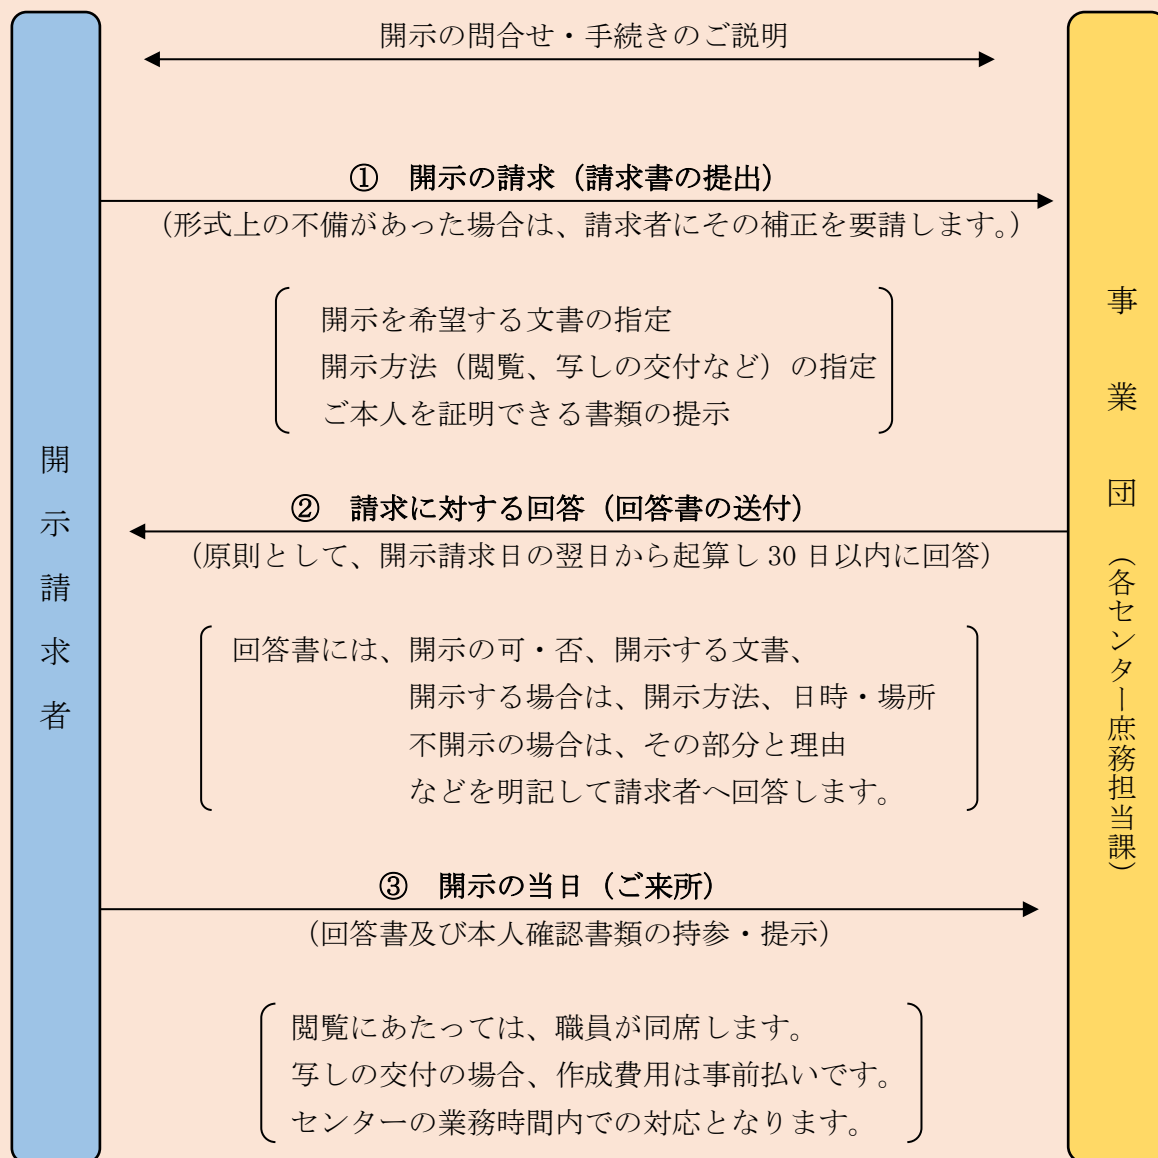 開示の問合せ・手続きのご説明
① 開示の請求（請求書の提出）
（形式上の不備があった場合は、請求者にその補正を要請します。）
開示を希望する文書の指定
開示方法（閲覧、写しの交付など）の指定
ご本人を証明できる書類の提示
② 請求に対する回答（回答書の送付）
（原則として、開示請求日の翌日から起算し 30 日以内に回答）
回答書には、開示の可・否、開示する文書、
開示する場合は、開示方法、日時・場所
不開示の場合は、その部分と理由
などを明記して請求者へ回答します。
③ 開示の当日（ご来所）
（回答書及び本人確認書類の持参・提示）
閲覧にあたっては、職員が同席します。
写しの交付の場合、作成費用は事前払いです。
センターの業務時間内での対応となります。
開示請求者
事業団（各センター庶務担当課）